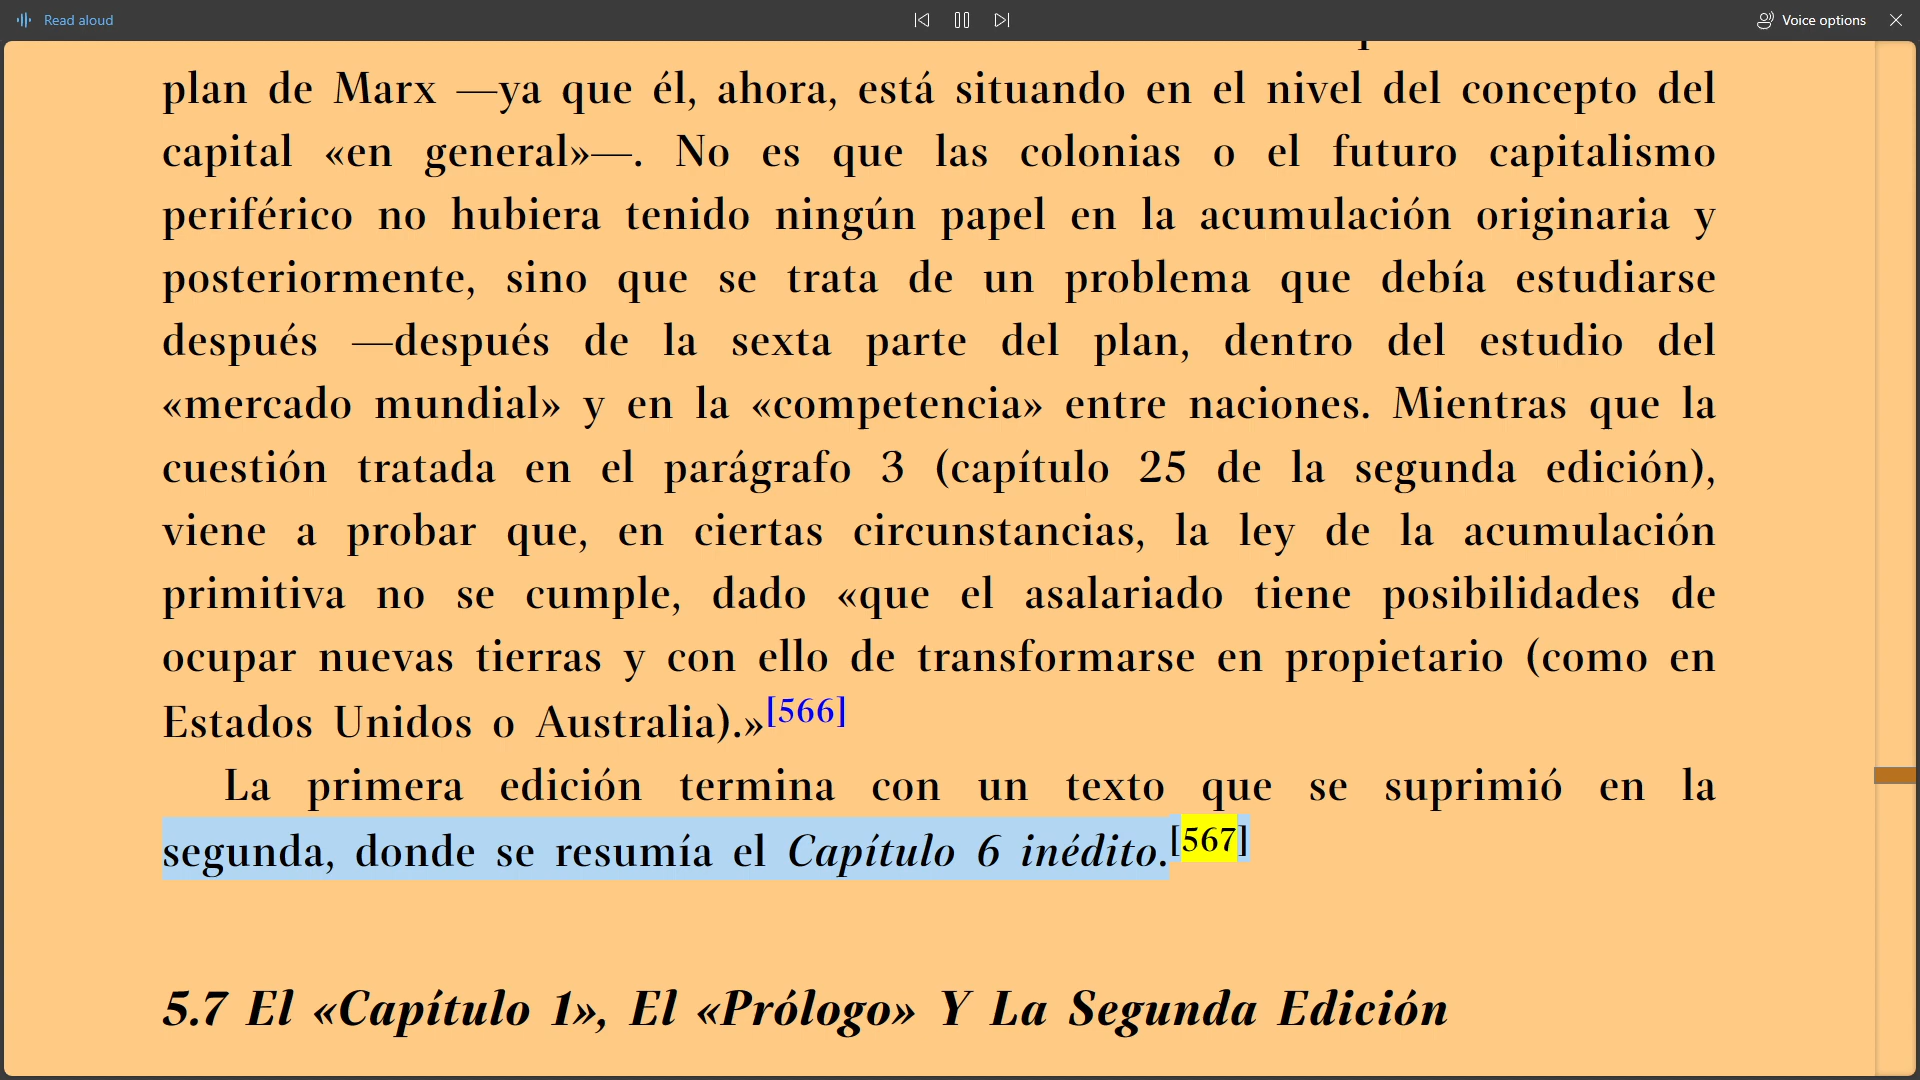 Read aloud
Voice options
plan de Marx —ya que él, ahora, está situando en el nivel del concepto del
capital «en general»—. No es que las colonias o el futuro capitalismo
periférico no hubiera tenido ningún papel en la acumulación originaria y
posteriormente, sino que se trata de un problema que debía estudiarse
después —después de la sexta parte del plan, dentro del estudio del
«mercado mundial» y en la «competencia» entre naciones. Mientras que la
cuestión tratada en el parágrafo 3 (capítulo 25 de la segunda edición),
viene a probar que, en ciertas circunstancias, la ley de la acumulación
primitiva no se cumple, dado «que el asalariado tiene posibilidades de
ocupar nuevas tierras y con ello de transformarse en propietario (como en
Estados Unidos o Australia).»[566]
La primera edición termina con un texto que se suprimió en la
segunda, donde se resumía el Capítulo 6 inédito.[567]
5.7 El «Capítulo 1», El «Prólogo» Y La Segunda Edición